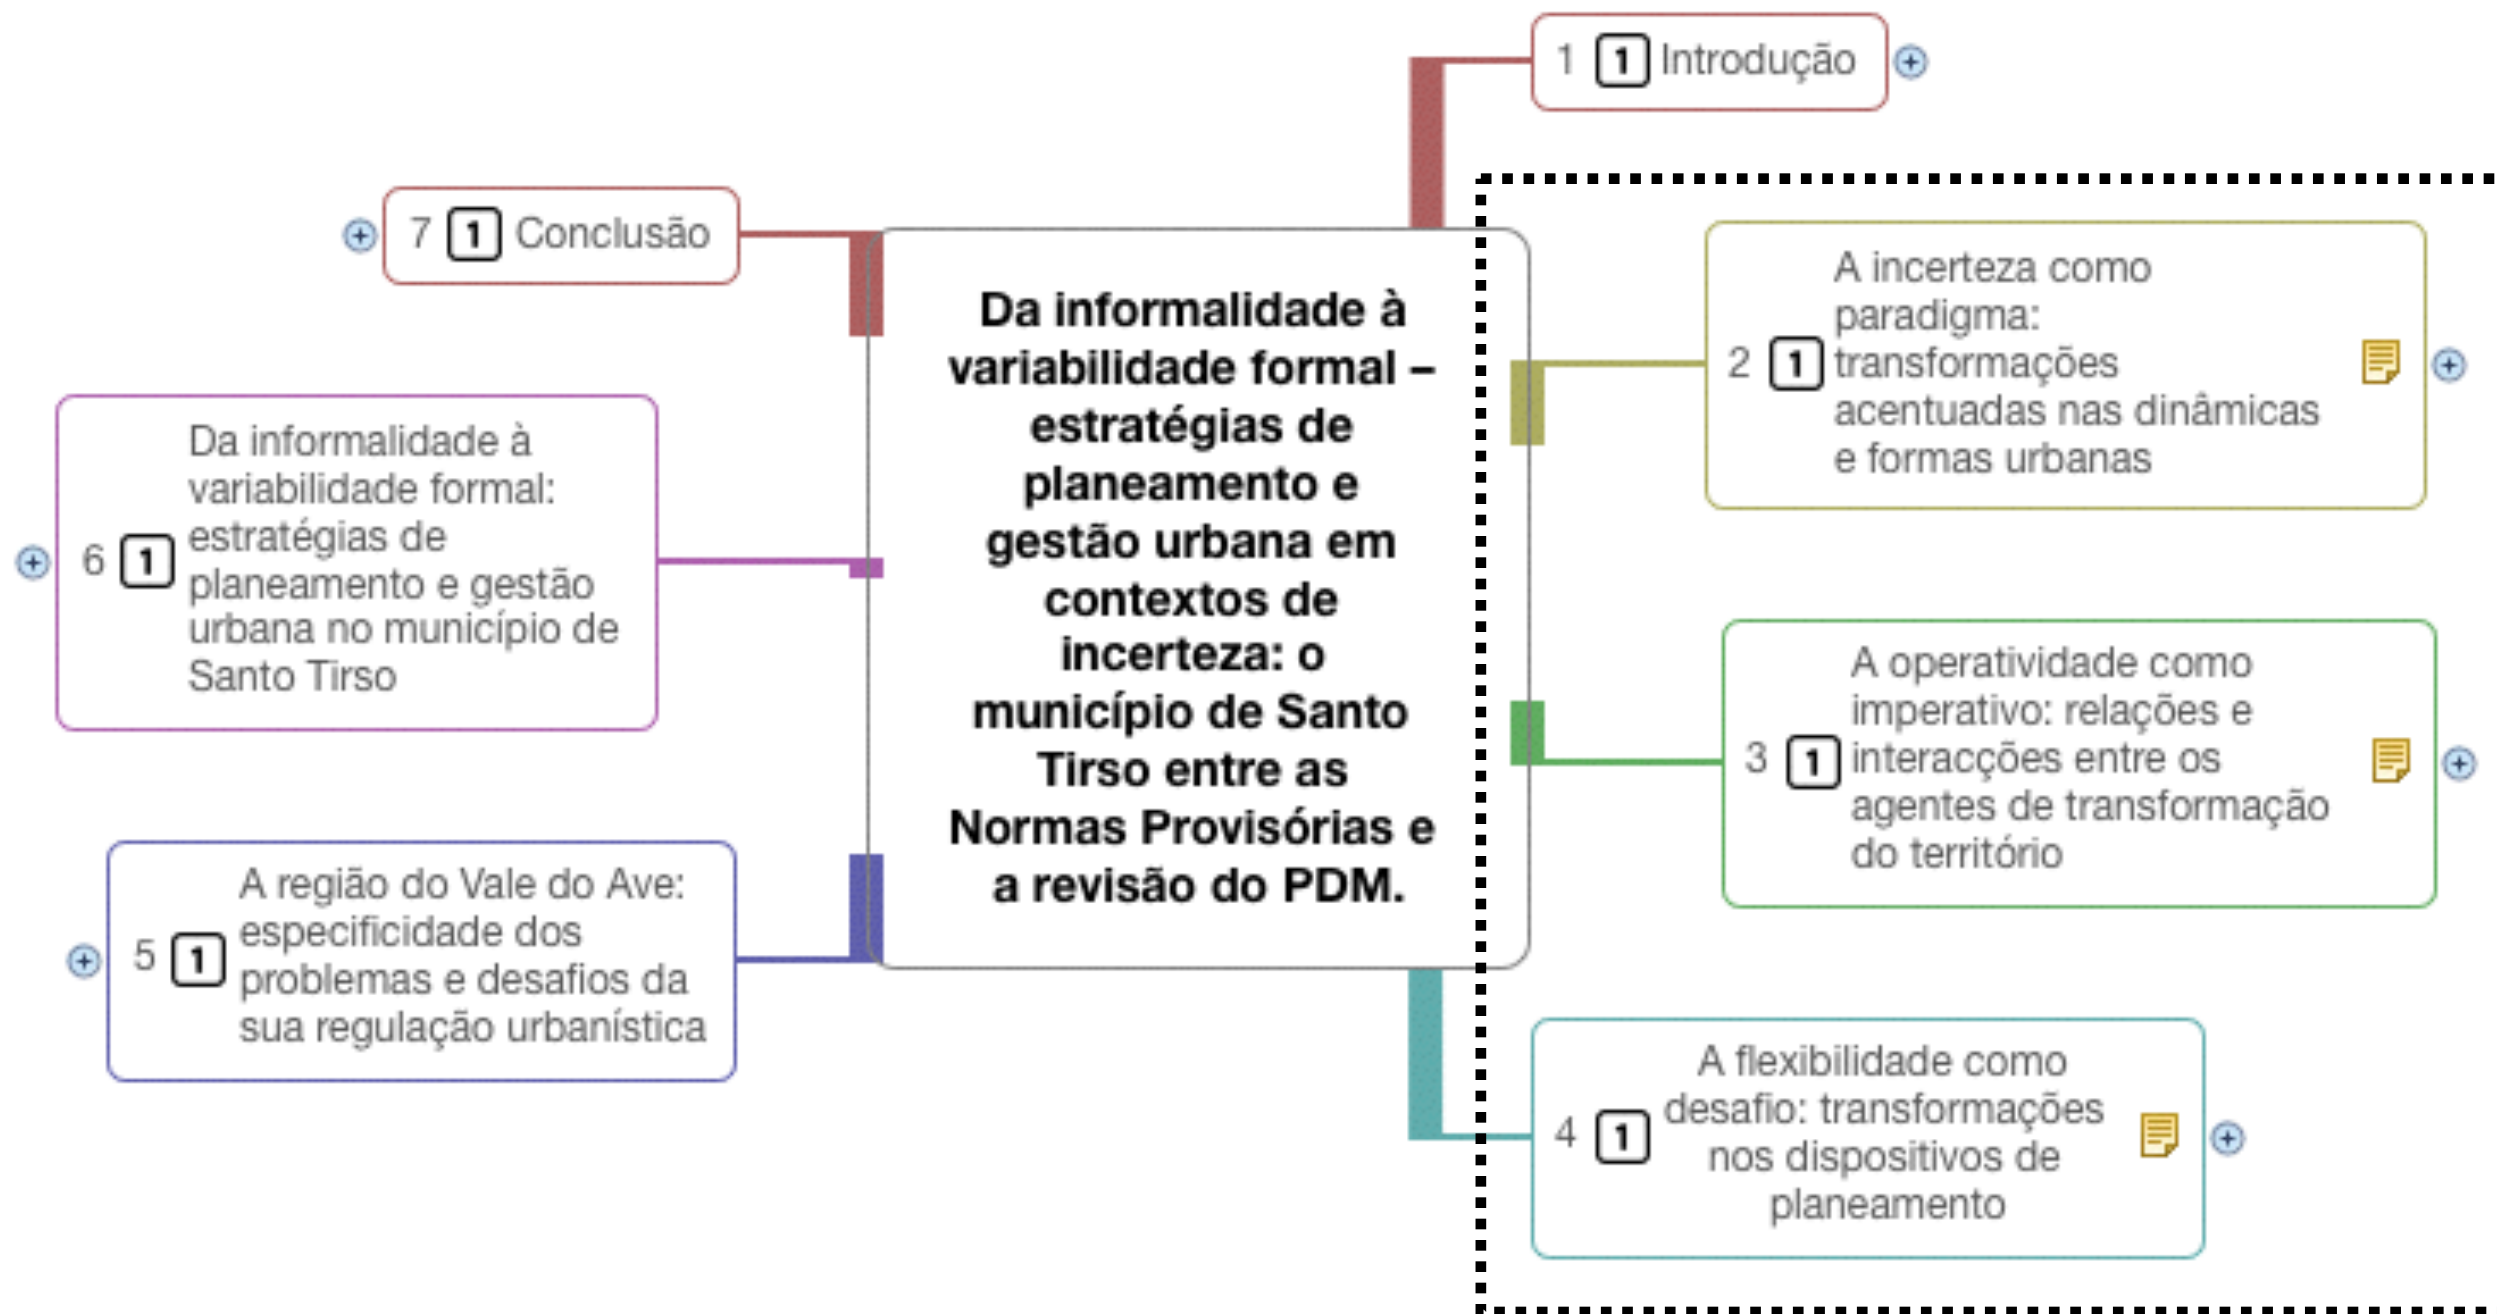 1 1 Introdução
7 1 Conclusão
Da informalidade à
variabilidade formal –
estratégias de
planeamento e
gestão urbana em
contextos de
incerteza: o
município de Santo
Tirso entre as
Normas Provisórias e
a revisão do PDM.
A incerteza como
paradigma:
2 1 transformações
acentuadas nas dinâmicas
e formas urbanas
A operatividade como
imperativo: relações e
3 1 interacções entre os
agentes de transformação
do território
A flexibilidade como
desafio: transformações
4 1 nos dispositivos de
planeamento
A região do Vale do Ave:
especificidade dos
5 1 problemas e desafios da
sua regulação urbanística
Da informalidade à
variabilidade formal:
estratégias de
6 1 planeamento e gestão
urbana no município de
Santo Tirso